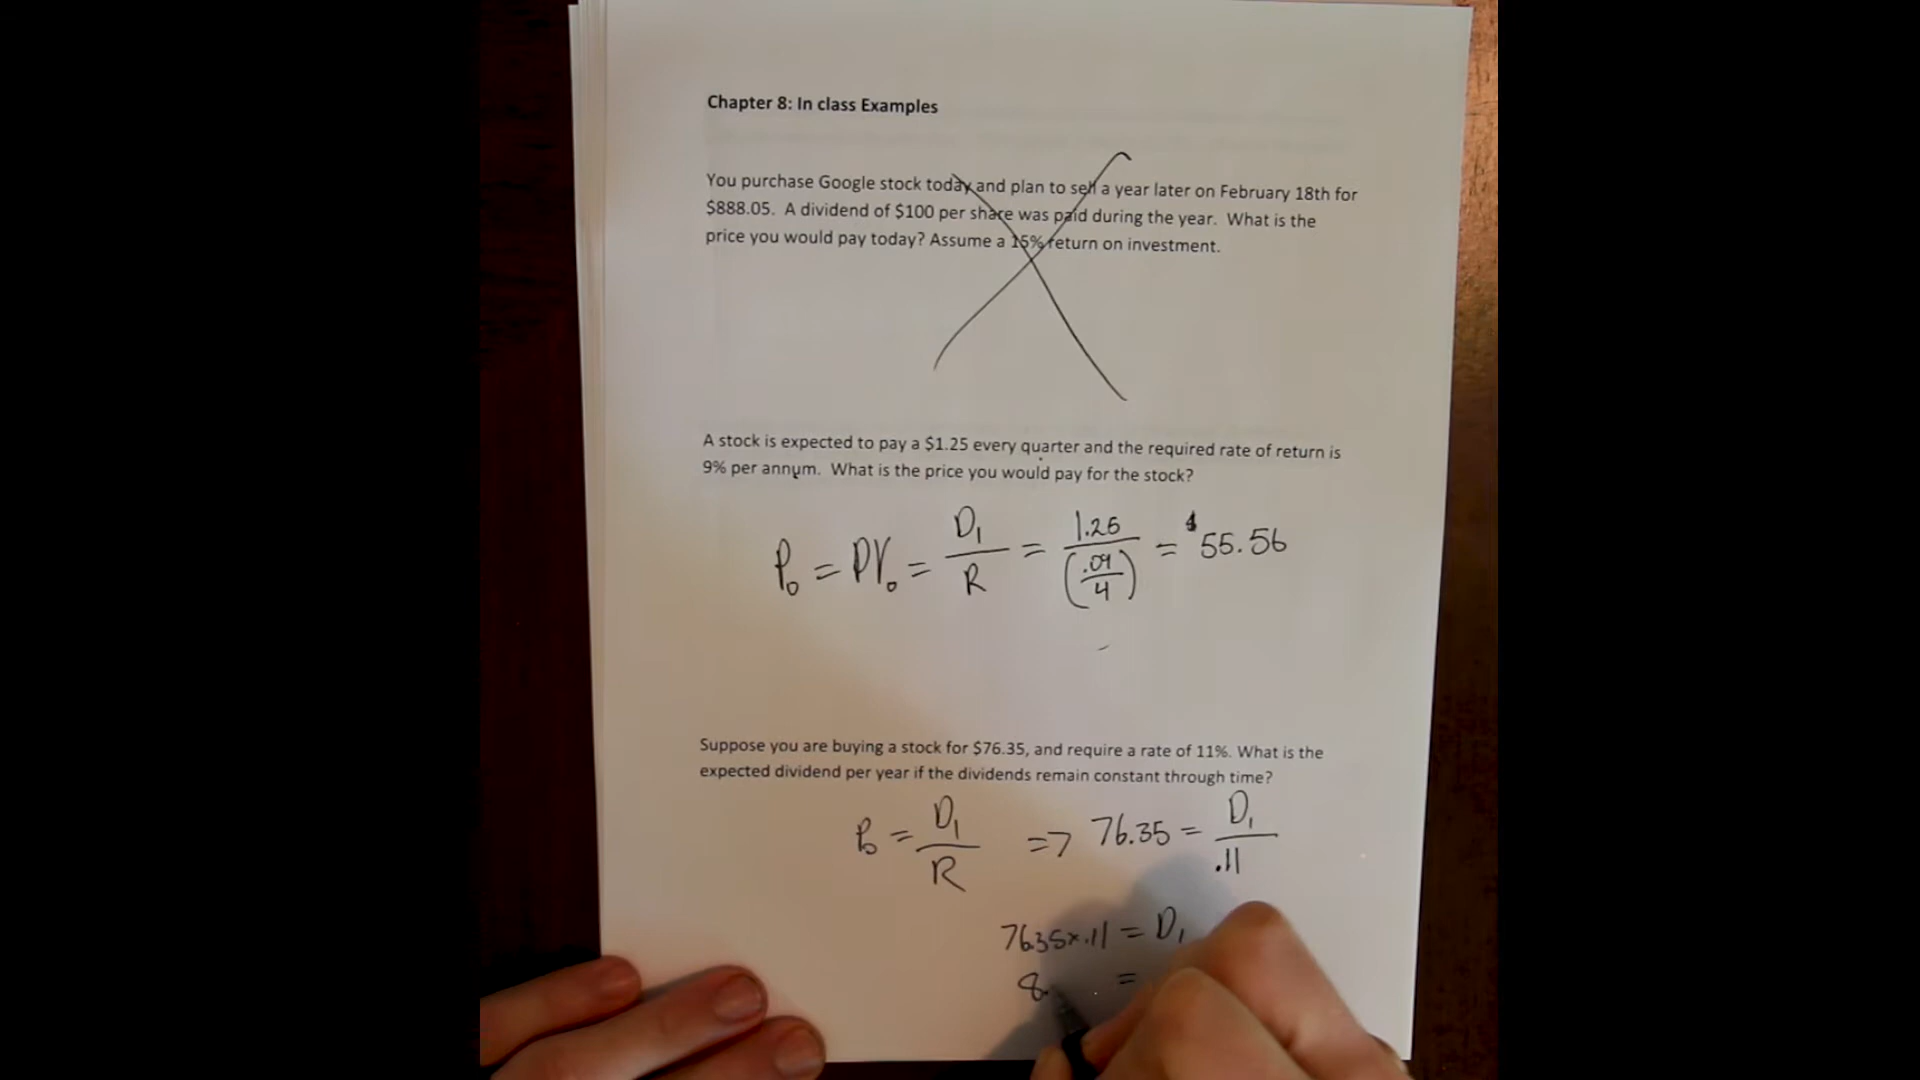 Chapter 8: In class Examples
You purchase Google stock today and plan to sell a year later on February 18th for
$888.05. A dividend of $100 per share was paid during the year. What is the
price you would pay today? Assume a 15% return on investment.
A stock is expected to pay a $1.25 every quarter and the required rate of return is
9% per annum. What is the price you would pay for the stock?
P₀ = PV₀ = D₁ / R = 1.25 / (.09 / 4) = $55.56
Suppose you are buying a stock for $76.35, and require a rate of 11%. What is the
expected dividend per year if the dividends remain constant through time?
P₀ = D₁ / R => 76.35 = D₁ / .11
76.35 × .11 = D₁
8. =